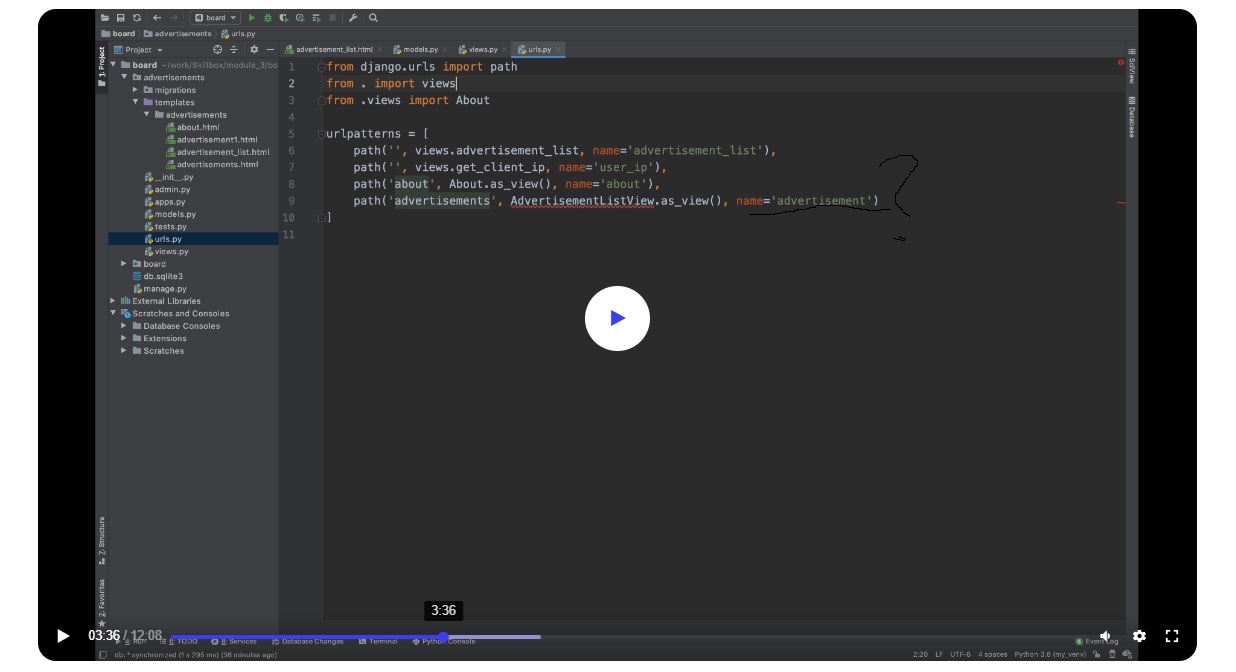 board
board advertisements urls.py
Project
advertisement_list.html models.py views.py urls.py
1: Project
board ~/work/Skillbox/module_3/bo
advertisements
migrations
templates
advertisements
about.html
advertisement1.html
advertisement_list.html
advertisements.html
__init__.py
admin.py
apps.py
models.py
tests.py
urls.py
views.py
board
db.sqlite3
manage.py
External Libraries
Scratches and Consoles
Database Consoles
Extensions
Scratches
1 from django.urls import path
2 from . import views
3 from .views import About
4
5 urlpatterns = [
6 path('', views.advertisement_list, name='advertisement_list'),
7 path('', views.get_client_ip, name='user_ip'),
8 path('about', About.as_view(), name='about'),
9 path('advertisements', AdvertisementListView.as_view(), name='advertisement')
10 ]
11
SciView
Database
7: Structure
2: Favorites
3:36
03:36 / 12:08
4: Run 6: TODO 8: Services Database Changes Terminal Python Console Event Log
db: * synchronized (1 s 295 ms) (36 minutes ago) 2:20 LF UTF-8 4 spaces Python 3.8 (my_venv)